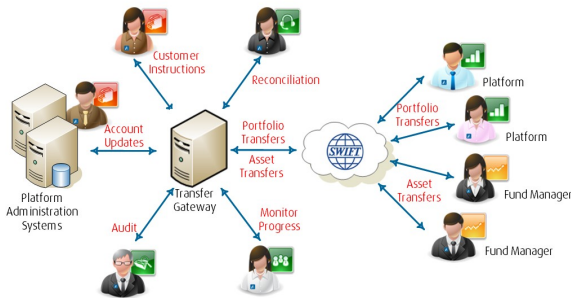 Customer
Instructions
Reconciliation
Account
Updates
Platform
Administration
Systems
Transfer
Gateway
Portfolio
Transfers
Asset
Transfers
SWIFT
Audit
Monitor
Progress
Platform
Portfolio
Transfers
Platform
Asset
Transfers
Fund Manager
Fund Manager